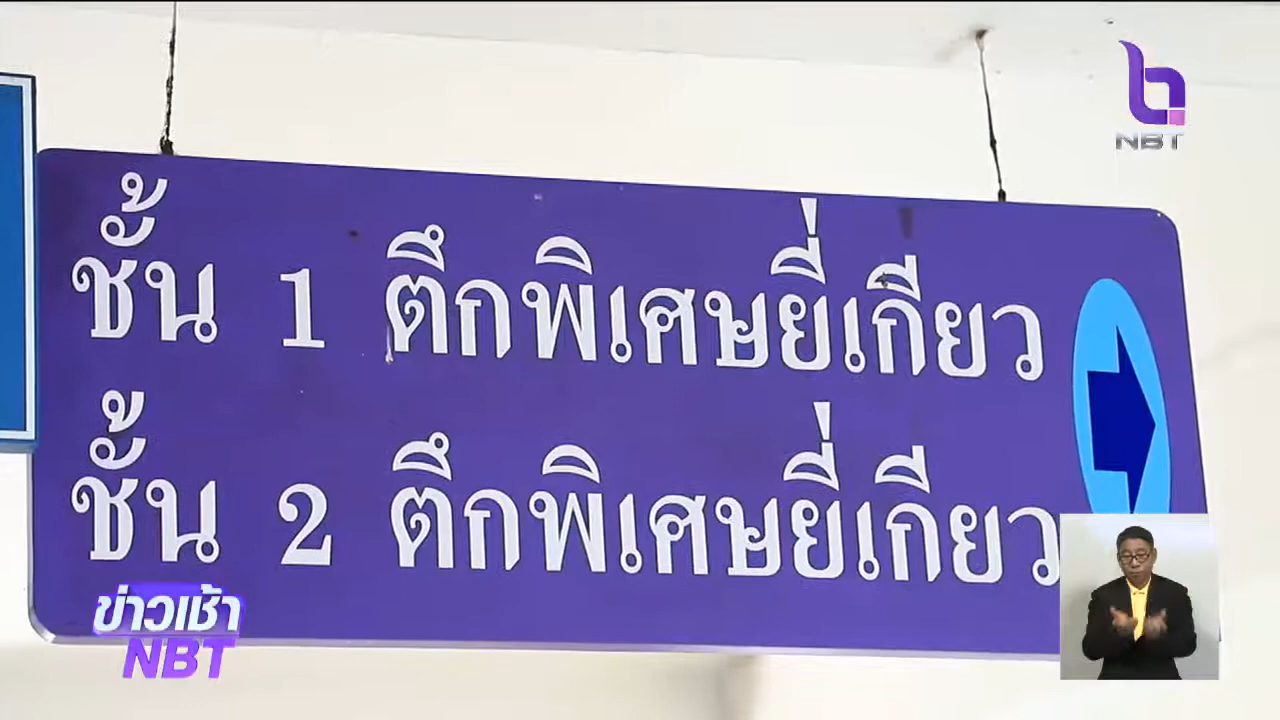 NBT
ชั้น 1 ตึกพิเศษยี่เกียว
ชั้น 2 ตึกพิเศษยี่เกียว
ข่าวเช้า
NBT